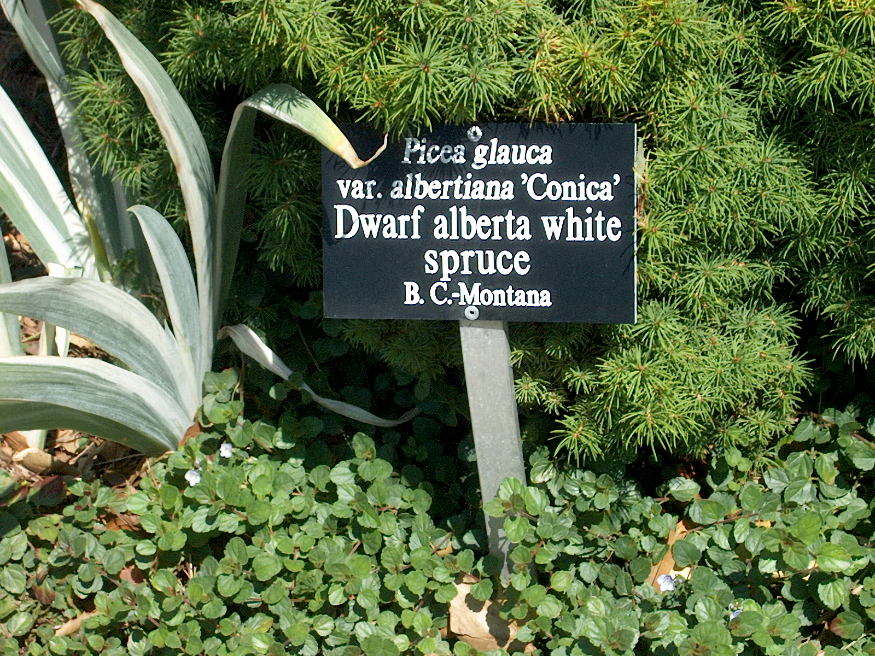 Picea glauca
var. albertiana 'Conica'
Dwarf alberta white
spruce
B. C.-Montana